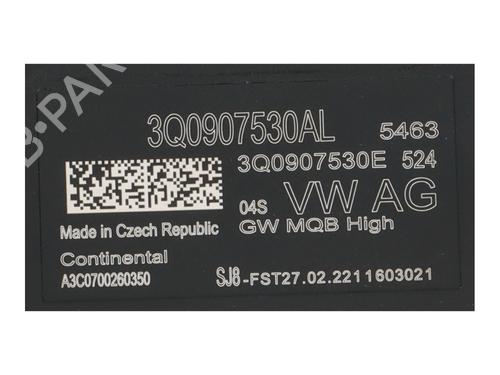 3Q0907530AL 5463
3Q0907530E 524
04S VW AG
GW MQB High
Made in Czech Republic
Continental
A3C0700260350
SJ8-FST27.02.2211603021
B-PARTS